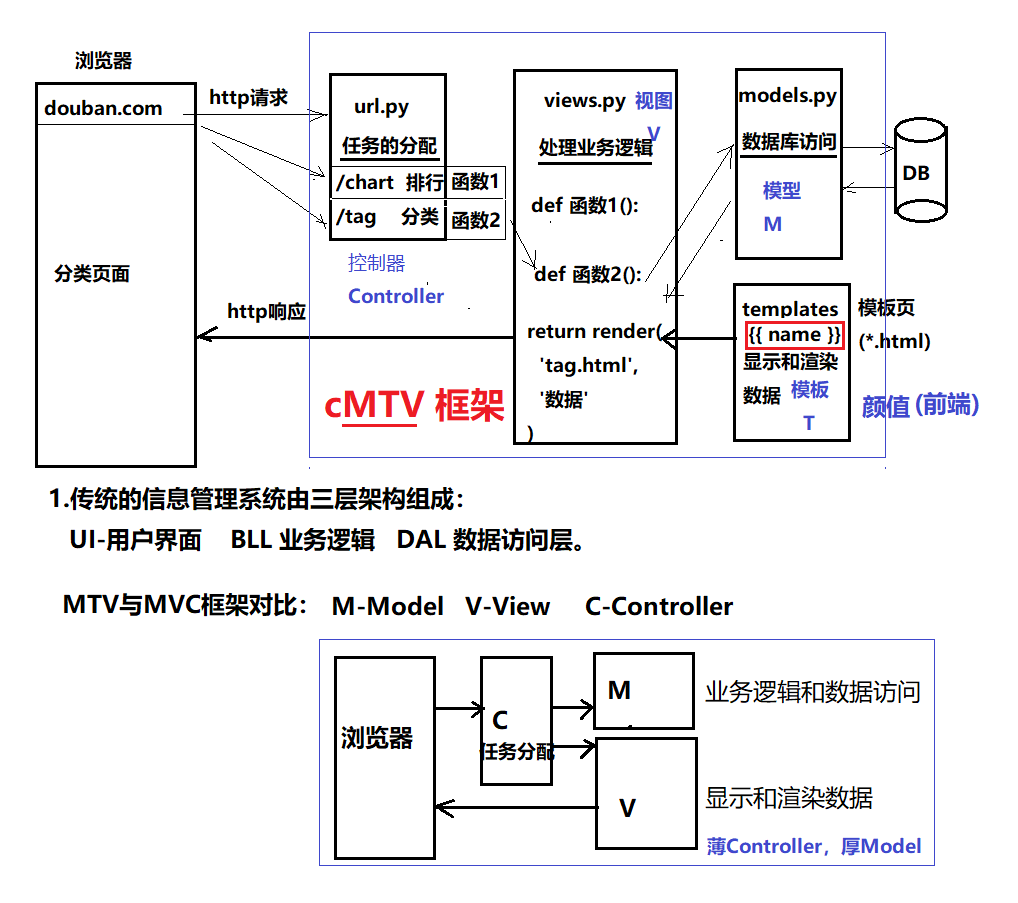 浏览器
douban.com
分类页面
http请求
http响应
url.py
任务的分配
/chart 排行 函数1
/tag 分类 函数2
控制器
Controller
cMTV 框架
views.py 视图
V
处理业务逻辑
def 函数1():
def 函数2():
return render(
'tag.html',
'数据'
)
models.py
数据库访问
模型
M
DB
templates
{{ name }}
显示和渲染
数据 模板
T
模板页
(*.html)
颜值(前端)
1.传统的信息管理系统由三层架构组成：
UI-用户界面 BLL 业务逻辑 DAL 数据访问层。
MTV与MVC框架对比： M-Model V-View C-Controller
浏览器
C
任务分配
M
业务逻辑和数据访问
V
显示和渲染数据
薄Controller，厚Model